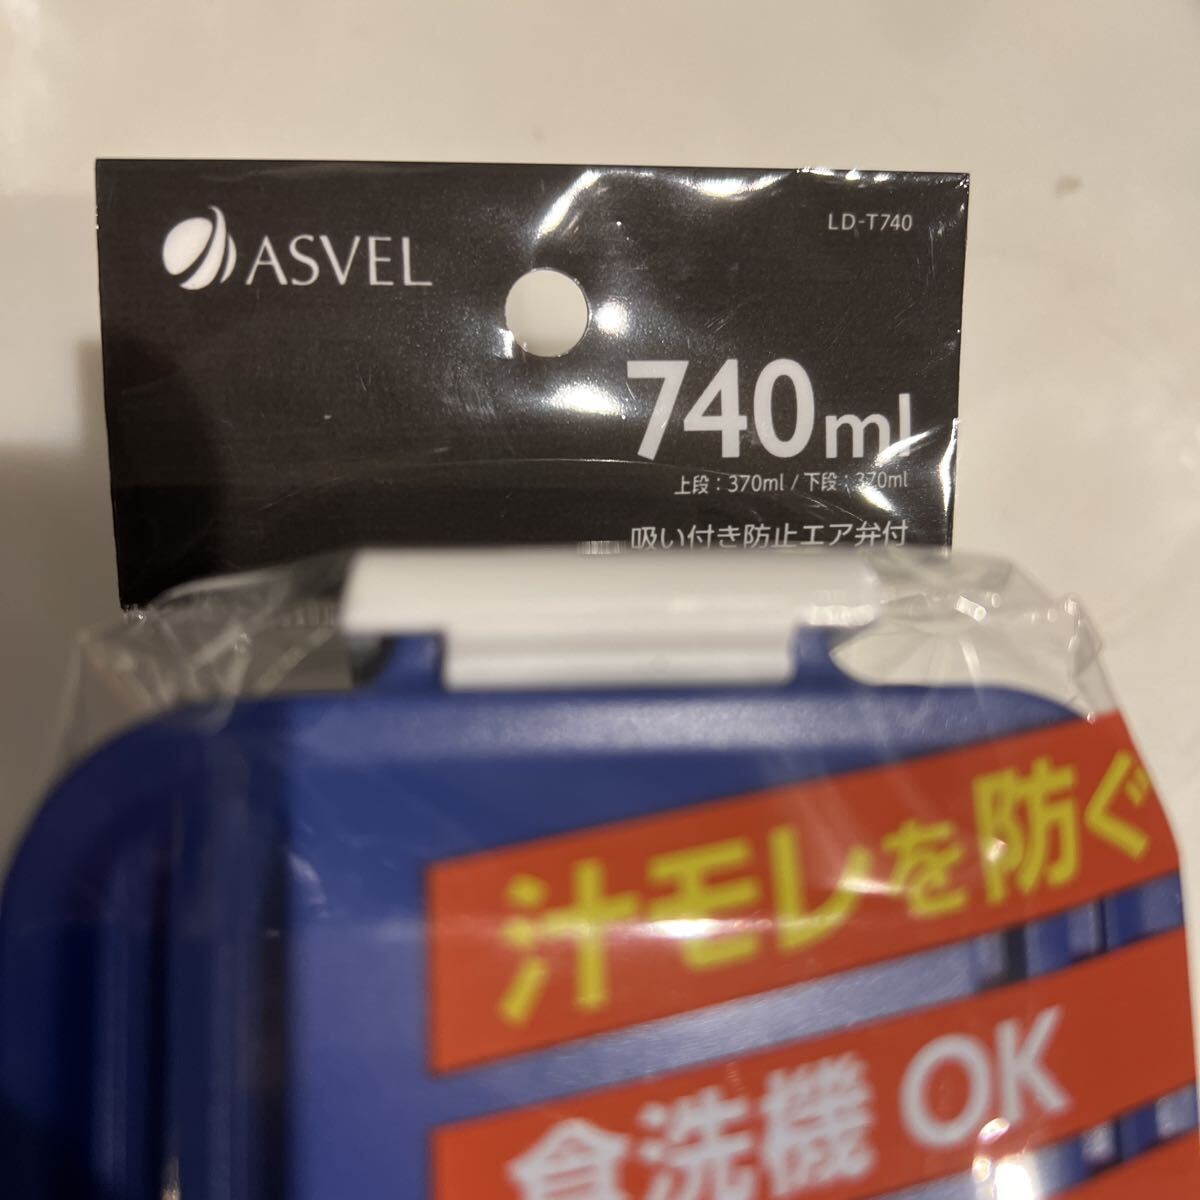 ASVEL
LD-T740
740ml
上段：370ml / 下段：370ml
吸い付き防止エア弁付
汁モレを防ぐ
食洗機 OK